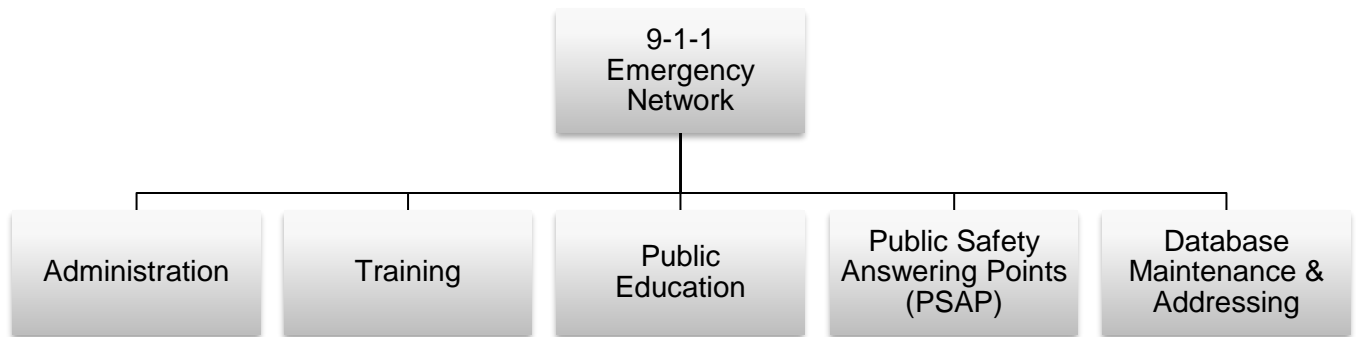 9-1-1
Emergency
Network
Administration
Training
Public
Education
Public Safety
Answering Points
(PSAP)
Database
Maintenance &
Addressing